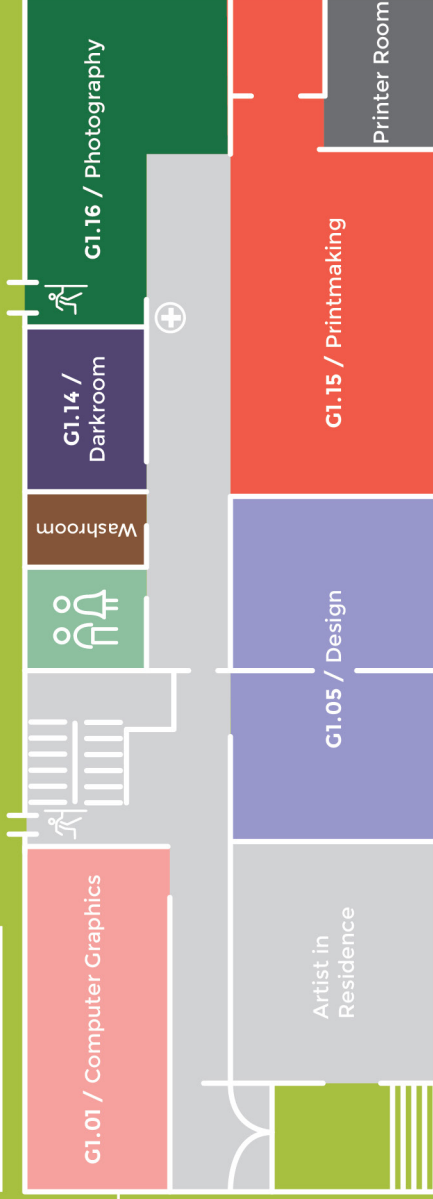 Printer Room
G1.16 / Photography
G1.15 / Printmaking
G1.14 /
Darkroom
Washroom
G1.05 / Design
G1.01 / Computer Graphics
Artist in
Residence